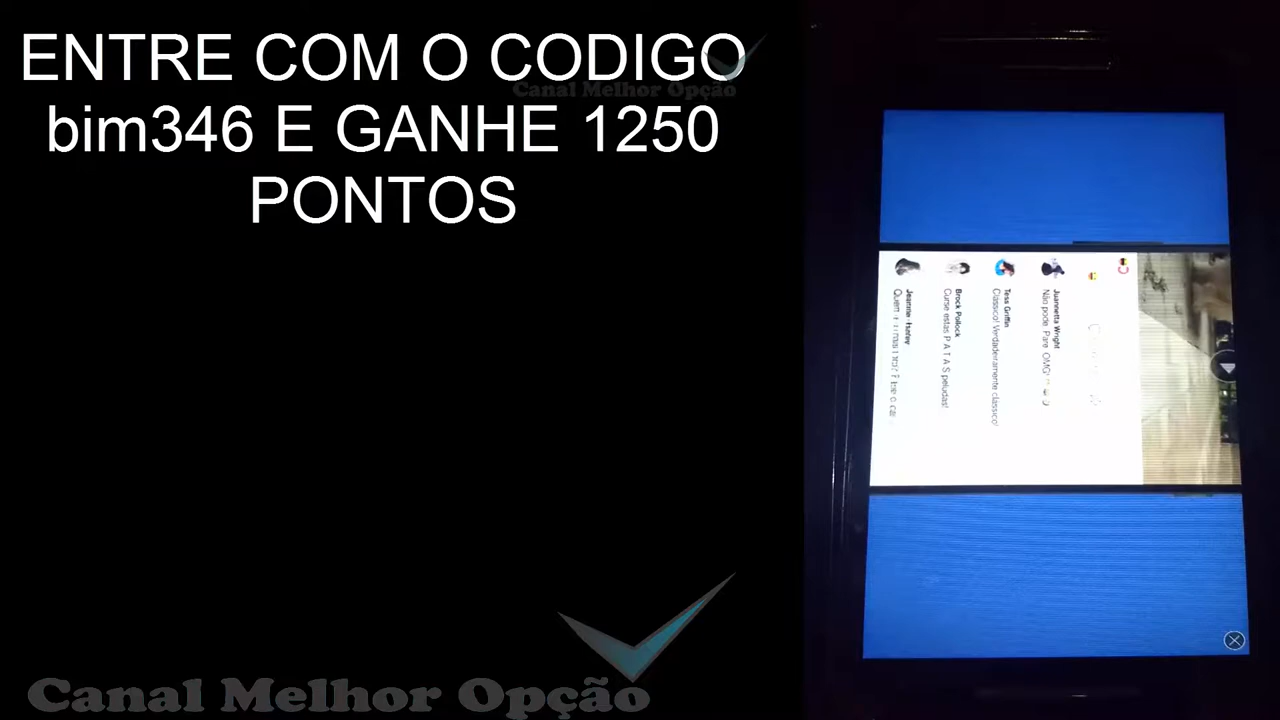 ENTRE COM O CODIGO
bim346 E GANHE 1250
PONTOS
Canal Melhor Opção
Juannetta Wright
Não pode. Pare. OMG!
Tess Griffin
Clássico! Verdadeiramente clássico!
Brock Pollock
Curse estas P A T A S peludas!
Canal Melhor Opção